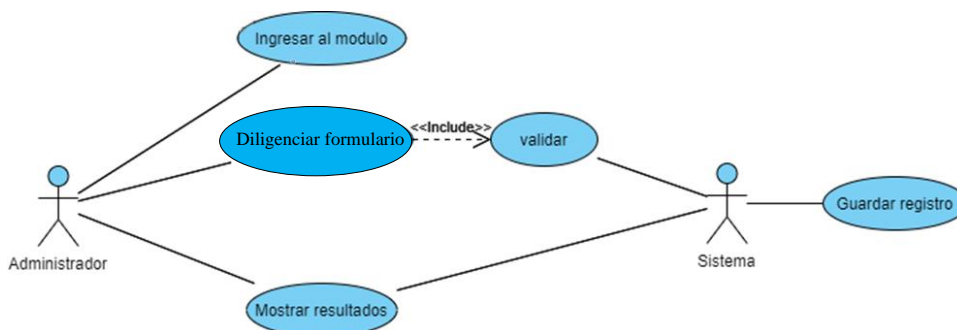 Ingresar al modulo
Diligenciar formulario
<<Include>>
validar
Guardar registro
Administrador
Sistema
Mostrar resultados